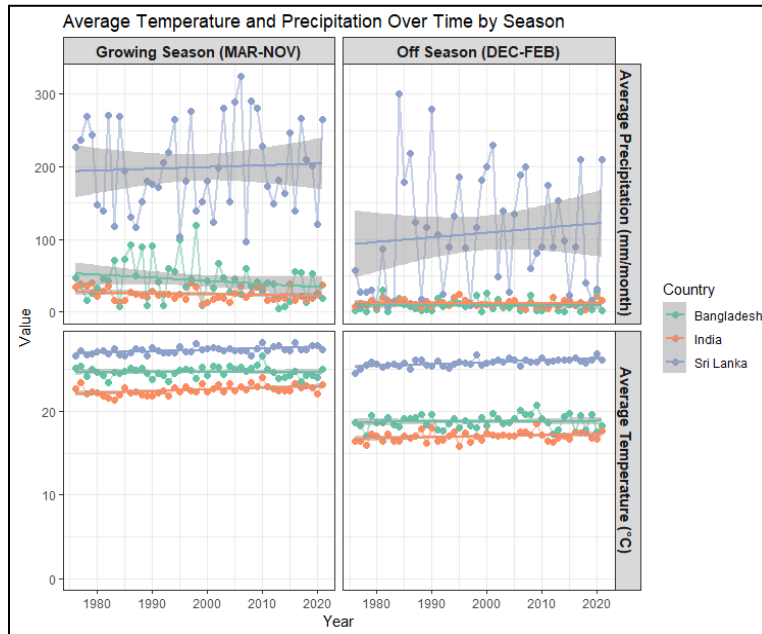 Average Temperature and Precipitation Over Time by Season
Growing Season (MAR-NOV)
Off Season (DEC-FEB)
Average Precipitation (mm/month)
Average Temperature (°C)
300
200
100
0
20
10
0
Value
1980
1990
2000
2010
2020
1980
1990
2000
2010
2020
Year
Country
Bangladesh
India
Sri Lanka